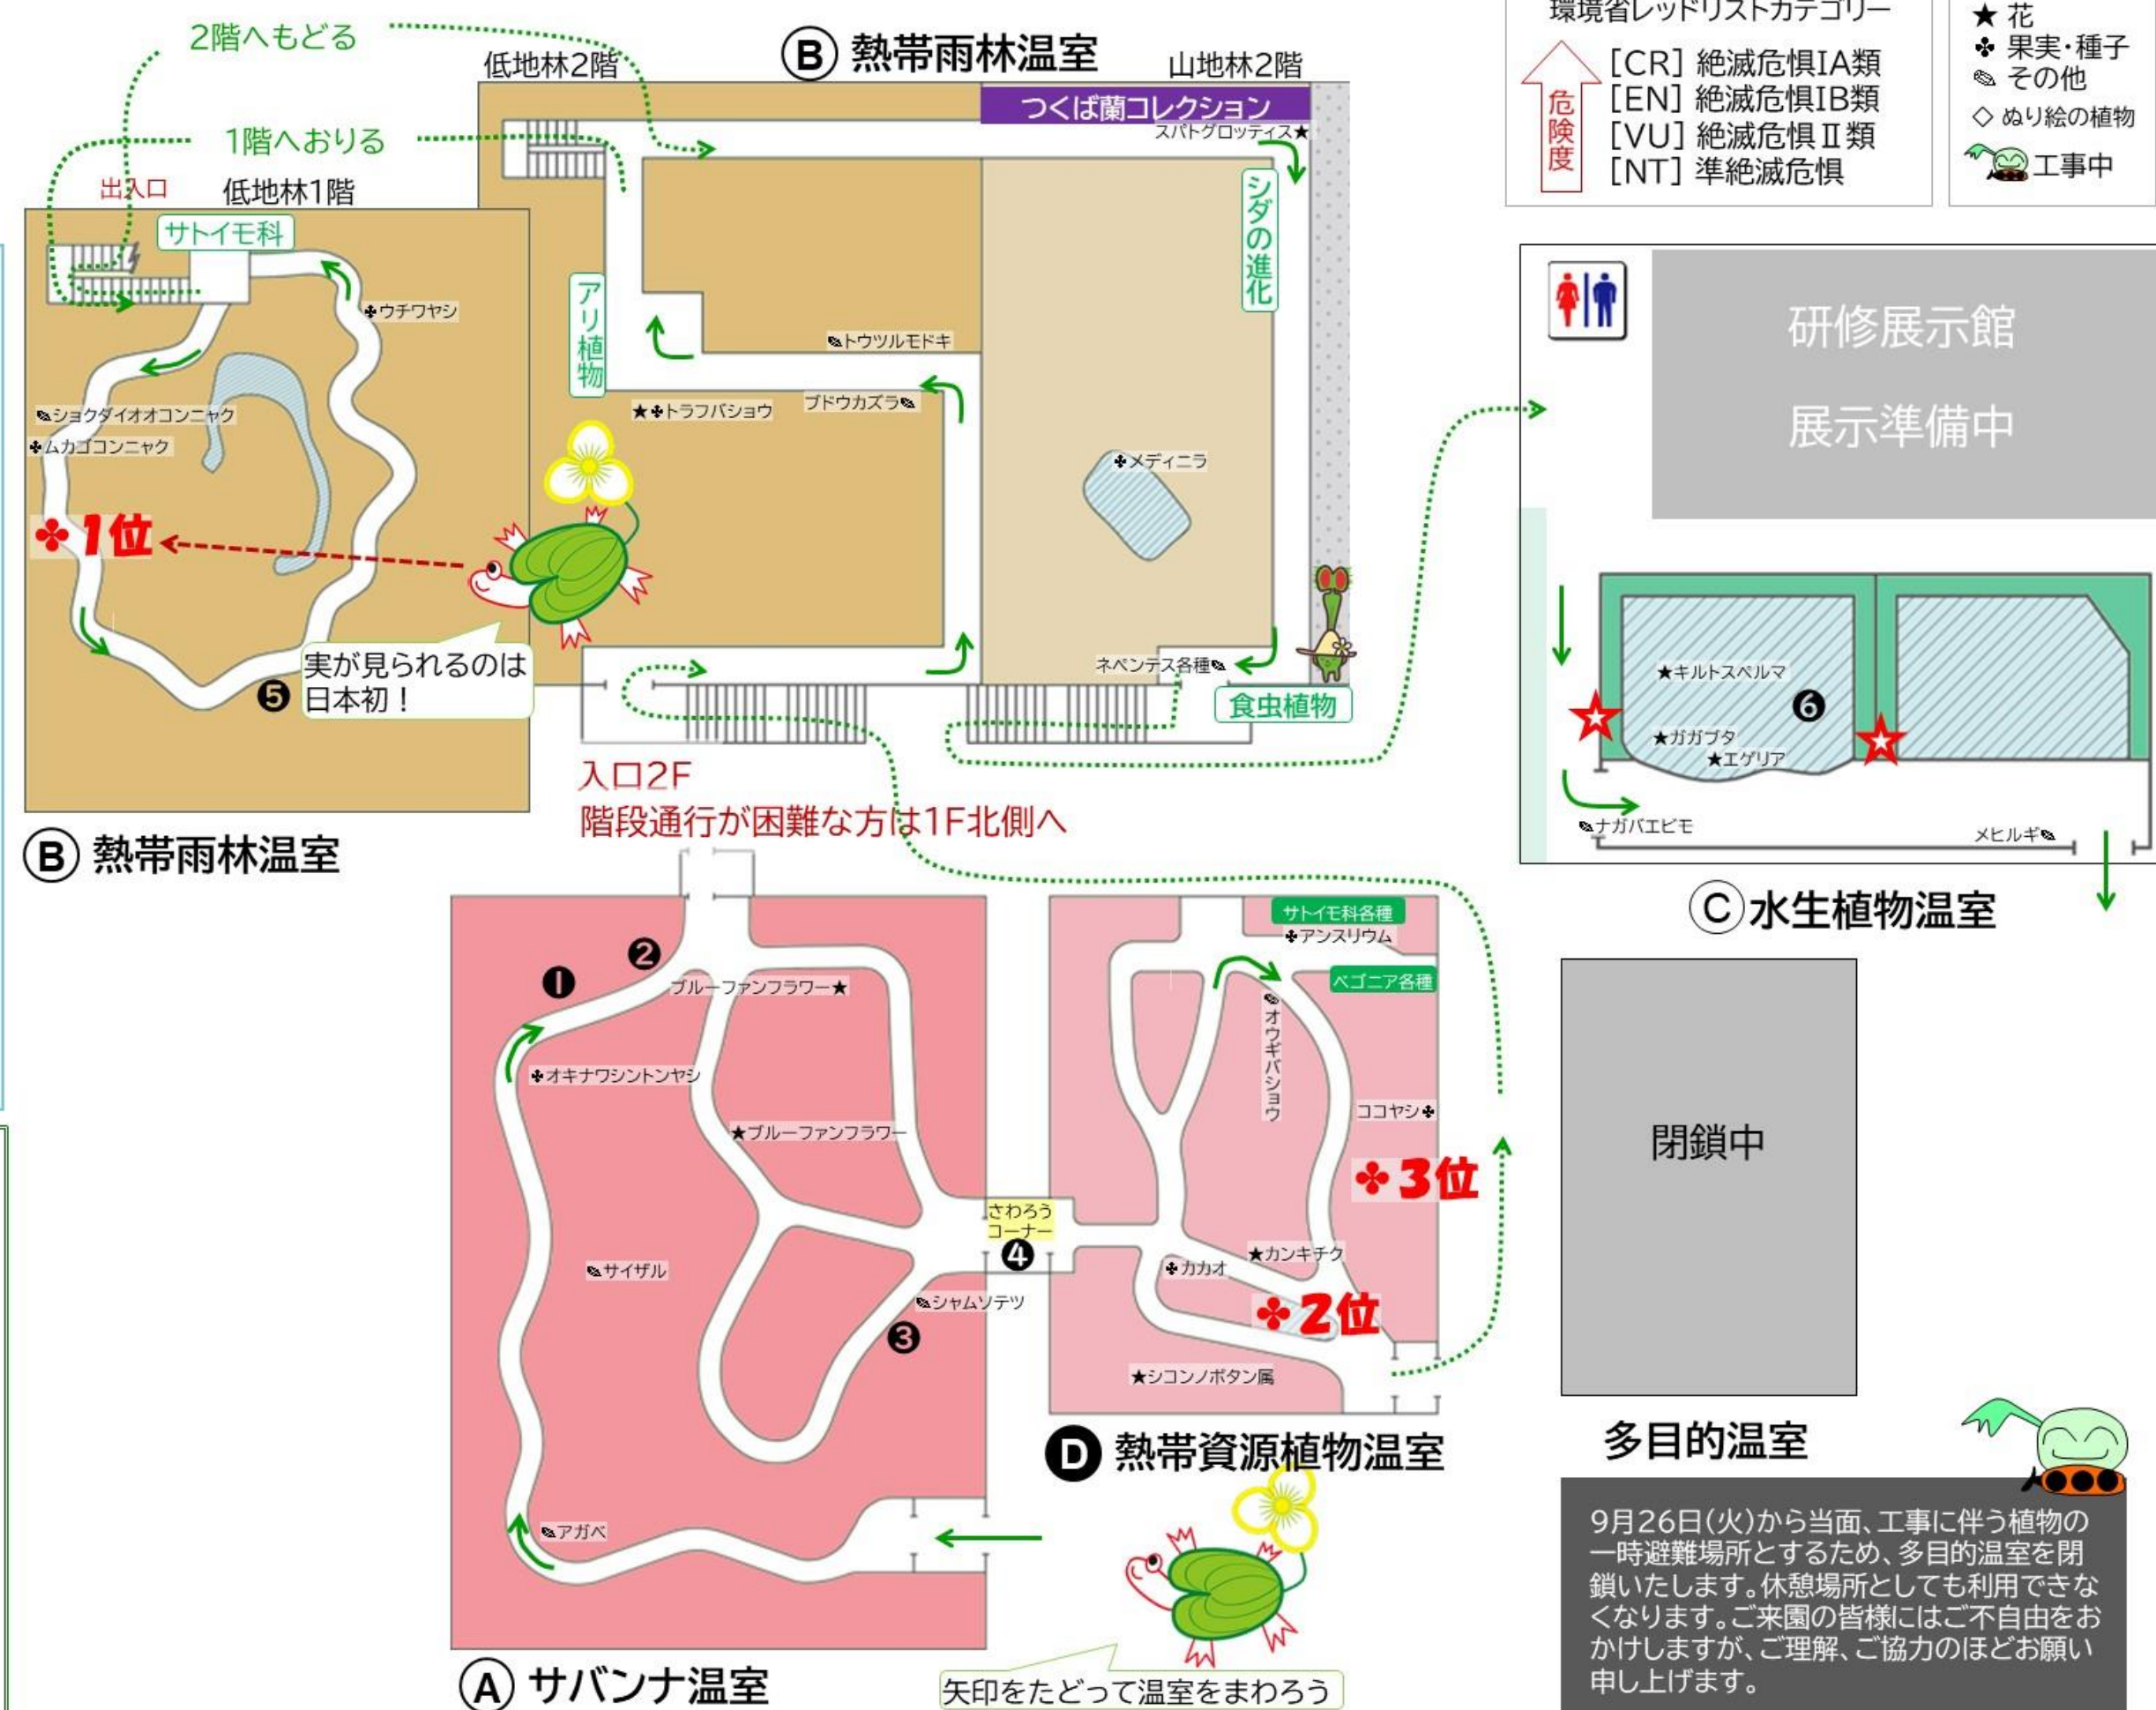 2階へもどる
1階へおりる
出入口
低地林1階
サトイモ科
ウチワヤシ
ショクダイオオコンニャク
ムカゴコンニャク
1位
❺
実が見られるのは
日本初！
Ⓑ 熱帯雨林温室
低地林2階
Ⓑ 熱帯雨林温室
山地林2階
つくば蘭コレクション
スパトグロッティス★
シダの進化
アリ植物
トウツルモドキ
★トラフバショウ
ブドウカズラ
メディニラ
ネペンテス各種
食虫植物
入口2F
階段通行が困難な方は1F北側へ
環境省レッドリストカテゴリー
危険度
[CR] 絶滅危惧IA類
[EN] 絶滅危惧IB類
[VU] 絶滅危惧Ⅱ類
[NT] 準絶滅危惧
★ 花
果実・種子
その他
◇ ぬり絵の植物
工事中
研修展示館
展示準備中
★キルトスペルマ
❻
★ガガブタ
★エゲリア
ナガバエビモ
メヒルギ
Ⓒ水生植物温室
❶
❷
ブルーファンフラワー★
オキナワシントンヤシ
★ブルーファンフラワー
サイザル
さわろう
コーナー
❹
シャムソテツ
❸
アガベ
Ⓐ サバンナ温室
サトイモ科各種
アンスリウム
ベゴニア各種
オウギバショウ
ココヤシ
3位
★カンキチク
カカオ
2位
★シコンノボタン属
🅓 熱帯資源植物温室
矢印をたどって温室をまわろう
閉鎖中
多目的温室
9月26日(火)から当面、工事に伴う植物の
一時避難場所とするため、多目的温室を閉
鎖いたします。休憩場所としても利用できな
くなります。ご来園の皆様にはご不自由をお
かけしますが、ご理解、ご協力のほどお願い
申し上げます。